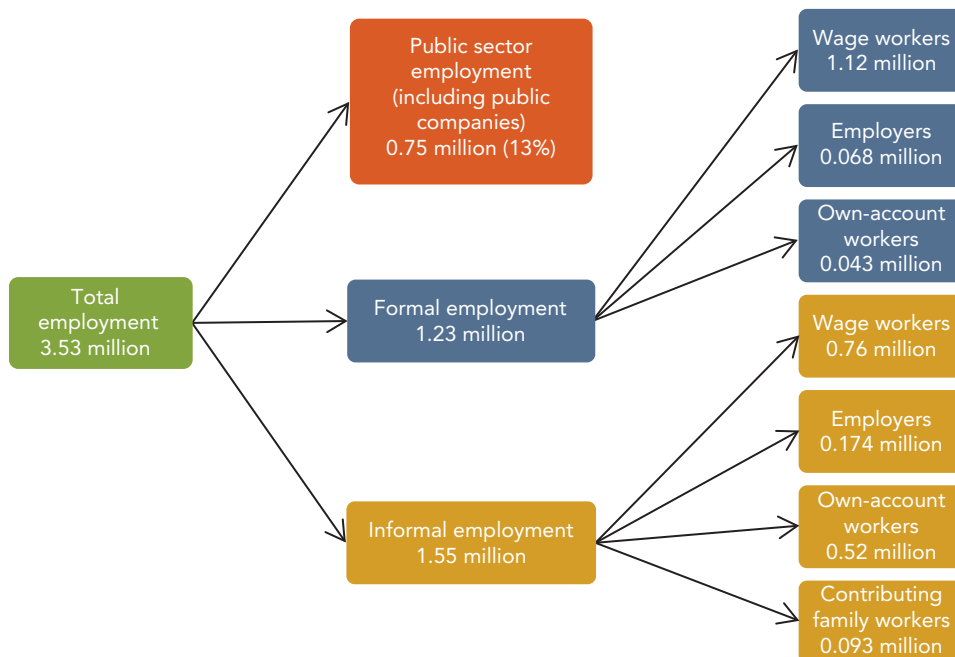 Total
employment
3.53 million
Public sector
employment
(including public
companies)
0.75 million (13%)
Formal employment
1.23 million
Informal employment
1.55 million
Wage workers
1.12 million
Employers
0.068 million
Own-account
workers
0.043 million
Wage workers
0.76 million
Employers
0.174 million
Own-account
workers
0.52 million
Contributing
family workers
0.093 million